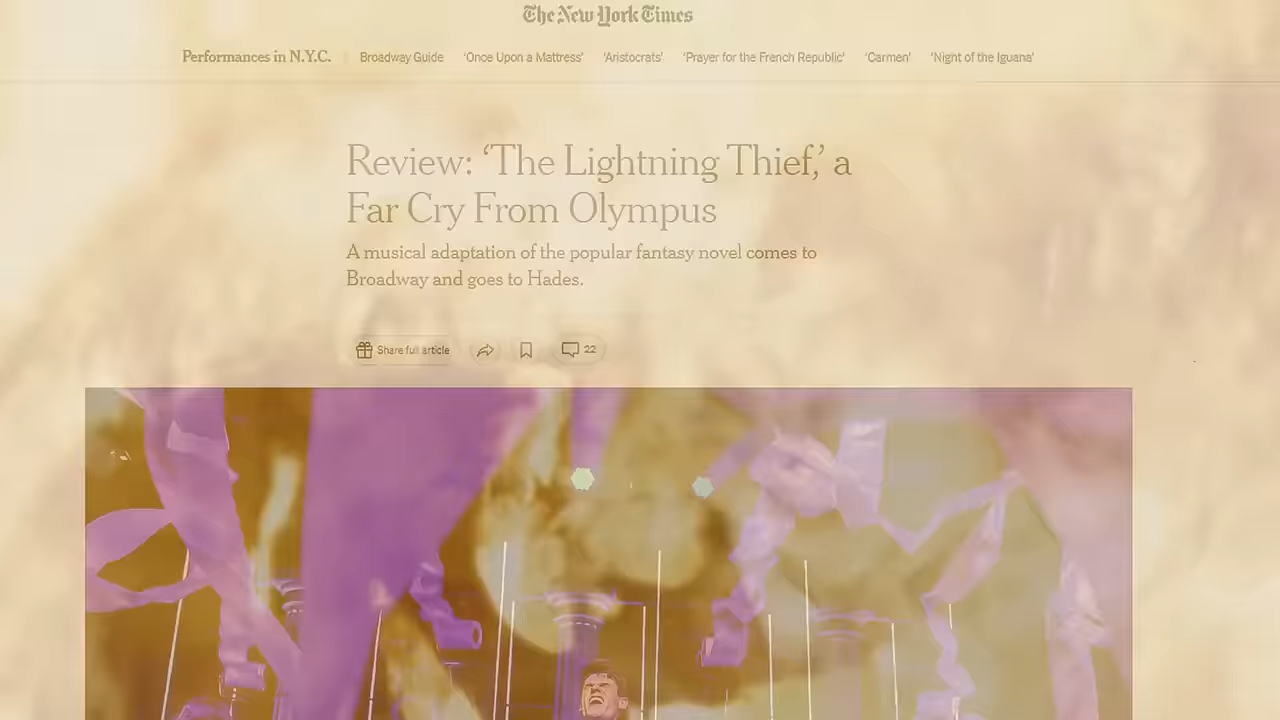 The New York Times
Performances in N.Y.C. Broadway Guide 'Once Upon a Mattress' 'Aristocrats' 'Prayer for the French Republic' 'Carmen' 'Night of the Iguana'
Review: ‘The Lightning Thief,’ a
Far Cry From Olympus
A musical adaptation of the popular fantasy novel comes to
Broadway and goes to Hades.
Share full article 22